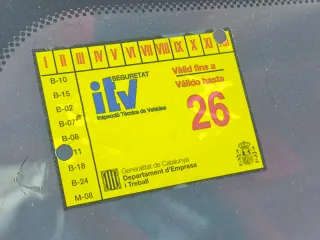 I II III IV V VI VII VIII IX X XI
B-10
B-15
B-02
B-07
B-08
11
B-18
B-24
M-08
SEGURETAT
itv
Inspecció Tècnica de Vehicles
Vàlid fins a
Válido hasta
26
Generalitat de Catalunya
Departament d'Empresa
i Treball